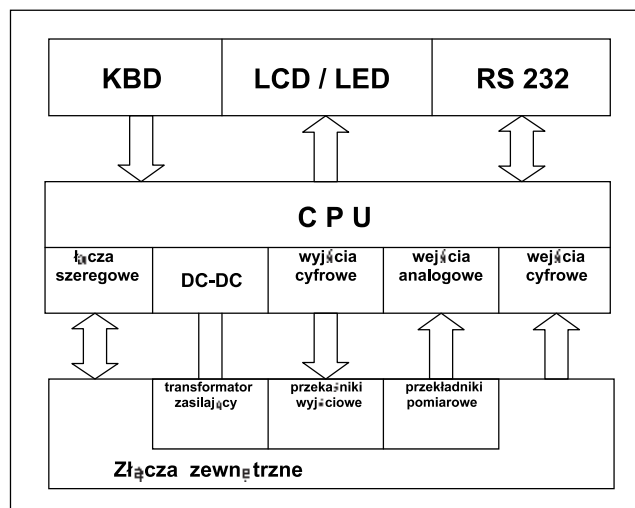 KBD
LCD / LED
RS 232
C P U
łącza
szeregowe
DC-DC
wyjścia
cyfrowe
wejścia
analogowe
wejścia
cyfrowe
transformator
zasilający
przekaźniki
wyjściowe
przekładniki
pomiarowe
Złącza zewnętrzne